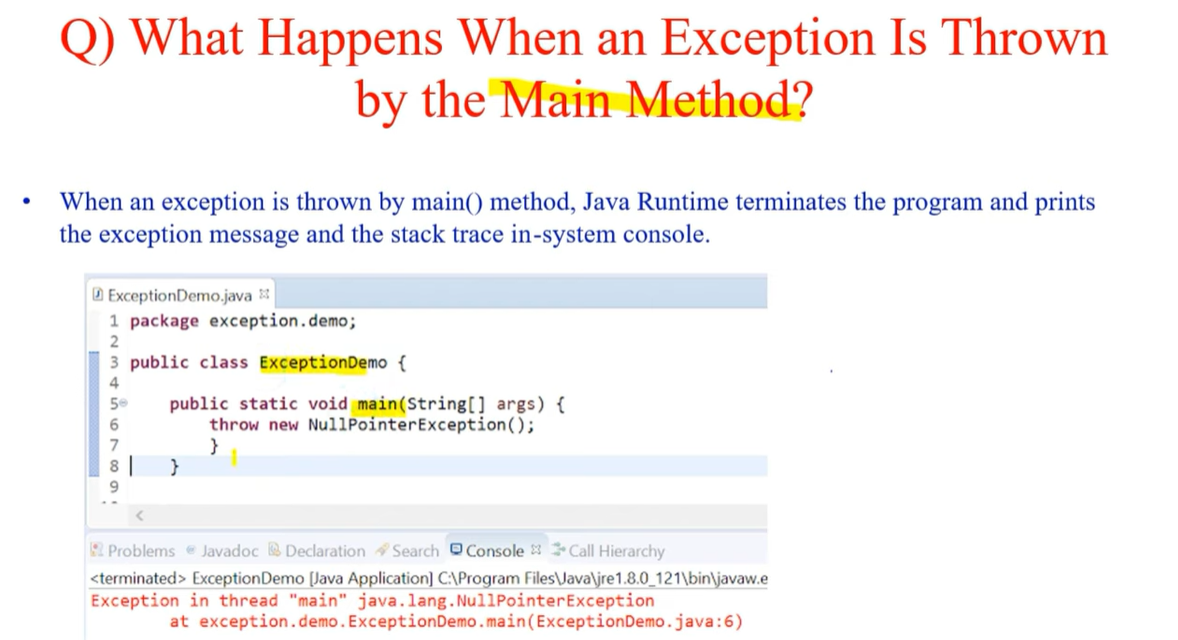 Q) What Happens When an Exception Is Thrown
by the Main Method?
• When an exception is thrown by main() method, Java Runtime terminates the program and prints
the exception message and the stack trace in-system console.
ExceptionDemo.java
1 package exception.demo;
2
3 public class ExceptionDemo {
4
5 public static void main(String[] args) {
6 throw new NullPointerException();
7 }
8 }
9
Problems Javadoc Declaration Search Console Call Hierarchy
<terminated> ExceptionDemo [Java Application] C:\Program Files\Java\jre1.8.0_121\bin\javaw.e
Exception in thread "main" java.lang.NullPointerException
at exception.demo.ExceptionDemo.main(ExceptionDemo.java:6)